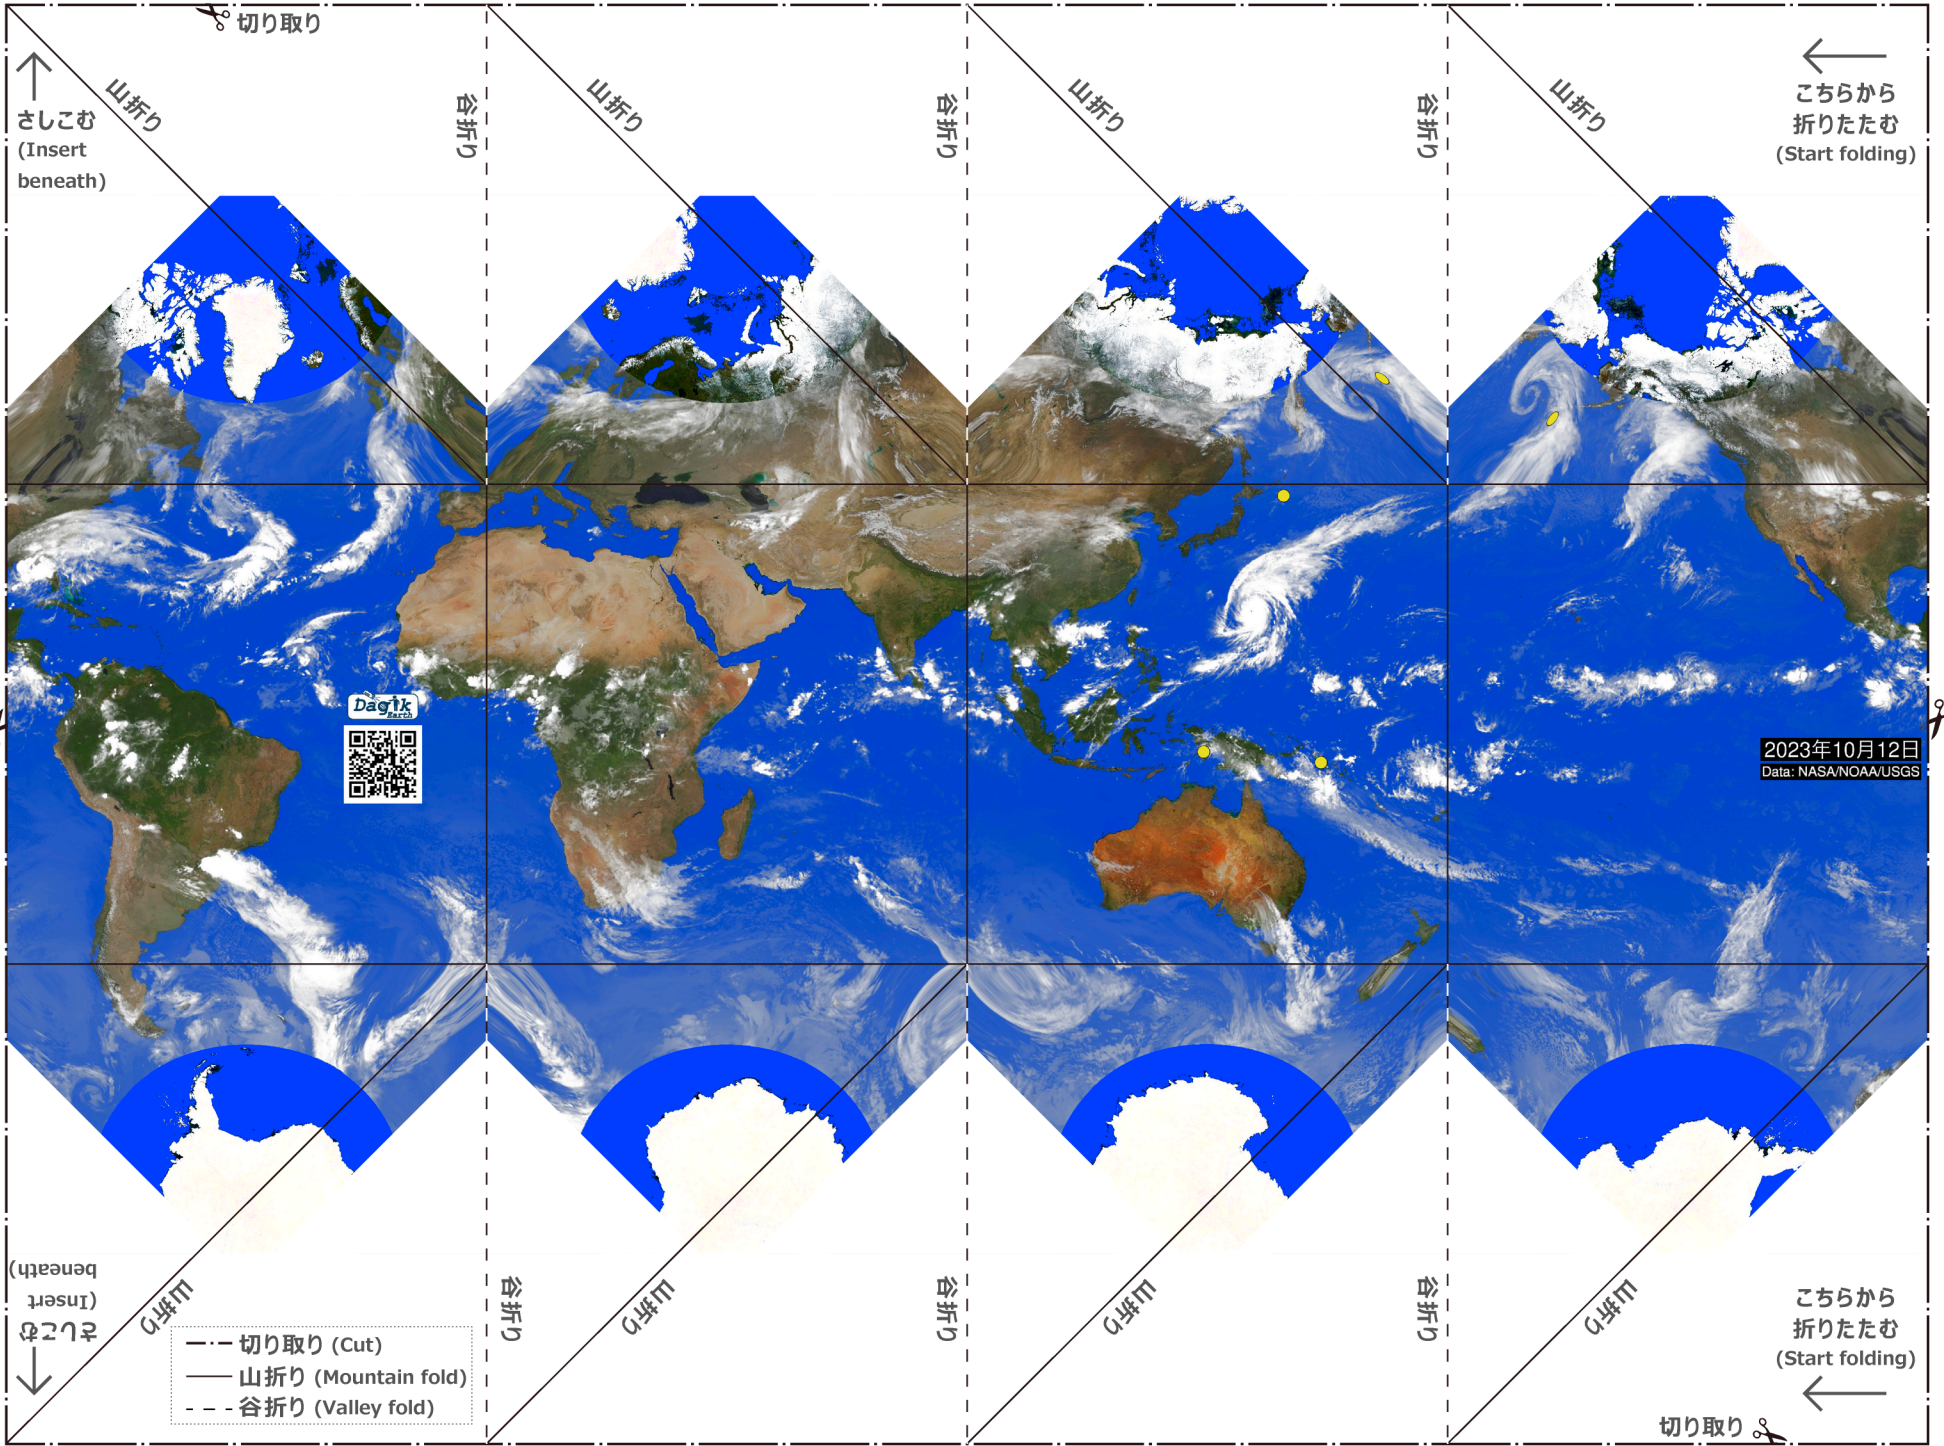 切り取り
山折り
谷折り
山折り
谷折り
山折り
谷折り
山折り
さしこむ
(Insert
beneath)
こちらから
折りたたむ
(Start folding)
Dagik
Earth
2023年10月12日
Data: NASA/NOAA/USGS
さしこむ
(Insert
beneath)
山折り
谷折り
山折り
谷折り
山折り
谷折り
山折り
こちらから
折りたたむ
(Start folding)
切り取り (Cut)
山折り (Mountain fold)
谷折り (Valley fold)
切り取り